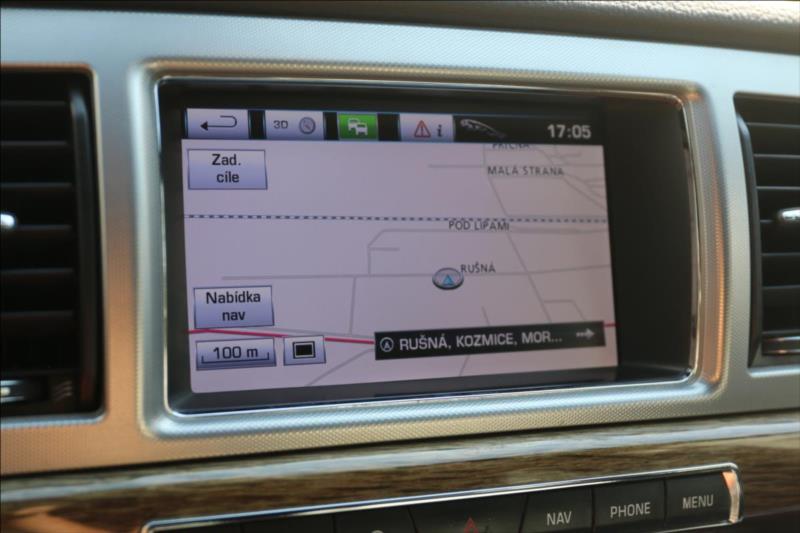 3D
i
17:05
Zad.
cíle
PŘÍČNÁ
MALÁ STRANA
POD LIPAMI
RUŠNÁ
Nabídka
nav
100 m
RUŠNÁ, KOZMICE, MOR...
NAV
PHONE
MENU